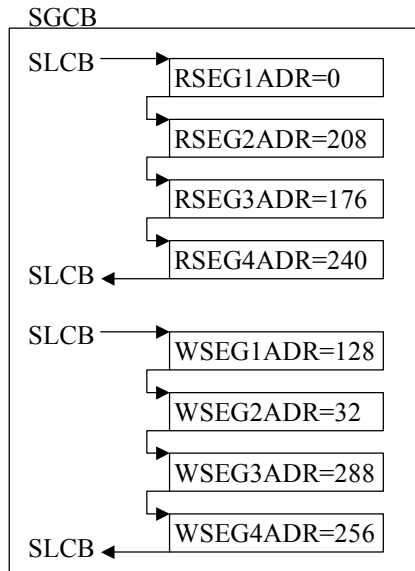 SGCB
SLCB
RSEG1ADR=0
RSEG2ADR=208
RSEG3ADR=176
RSEG4ADR=240
SLCB
SLCB
WSEG1ADR=128
WSEG2ADR=32
WSEG3ADR=288
WSEG4ADR=256
SLCB